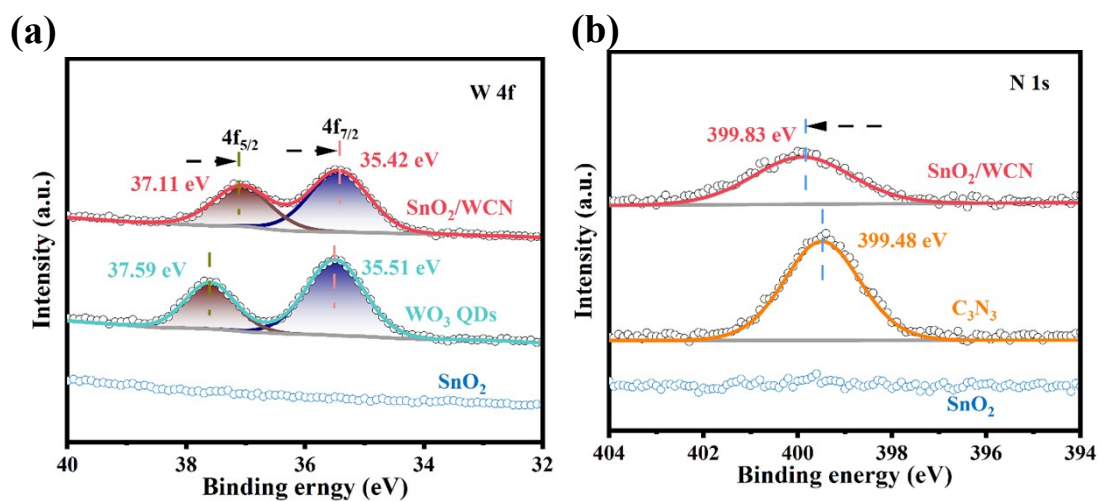 (a)
W 4f
4f5/2
4f7/2
37.11 eV
35.42 eV
SnO2/WCN
37.59 eV
35.51 eV
WO3 QDs
SnO2
Intensity (a.u.)
40 38 36 34 32
Binding erngy (eV)
(b)
N 1s
399.83 eV
SnO2/WCN
399.48 eV
C3N3
SnO2
Intensity (a.u.)
404 402 400 398 396 394
Binding energy (eV)